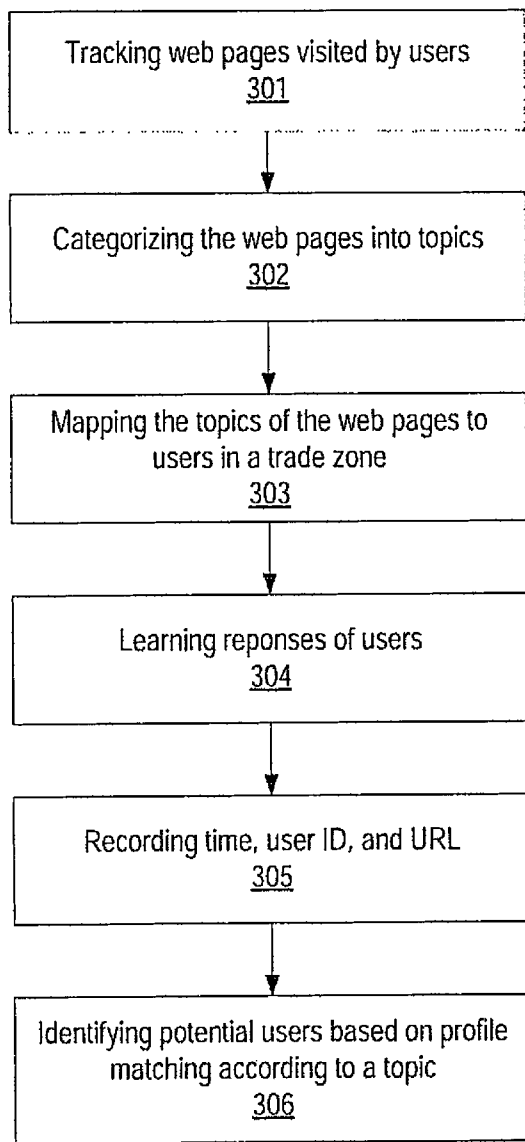 Tracking web pages visited by users
301
Categorizing the web pages into topics
302
Mapping the topics of the web pages to
users in a trade zone
303
Learning reponses of users
304
Recording time, user ID, and URL
305
Identifying potential users based on profile
matching according to a topic
306